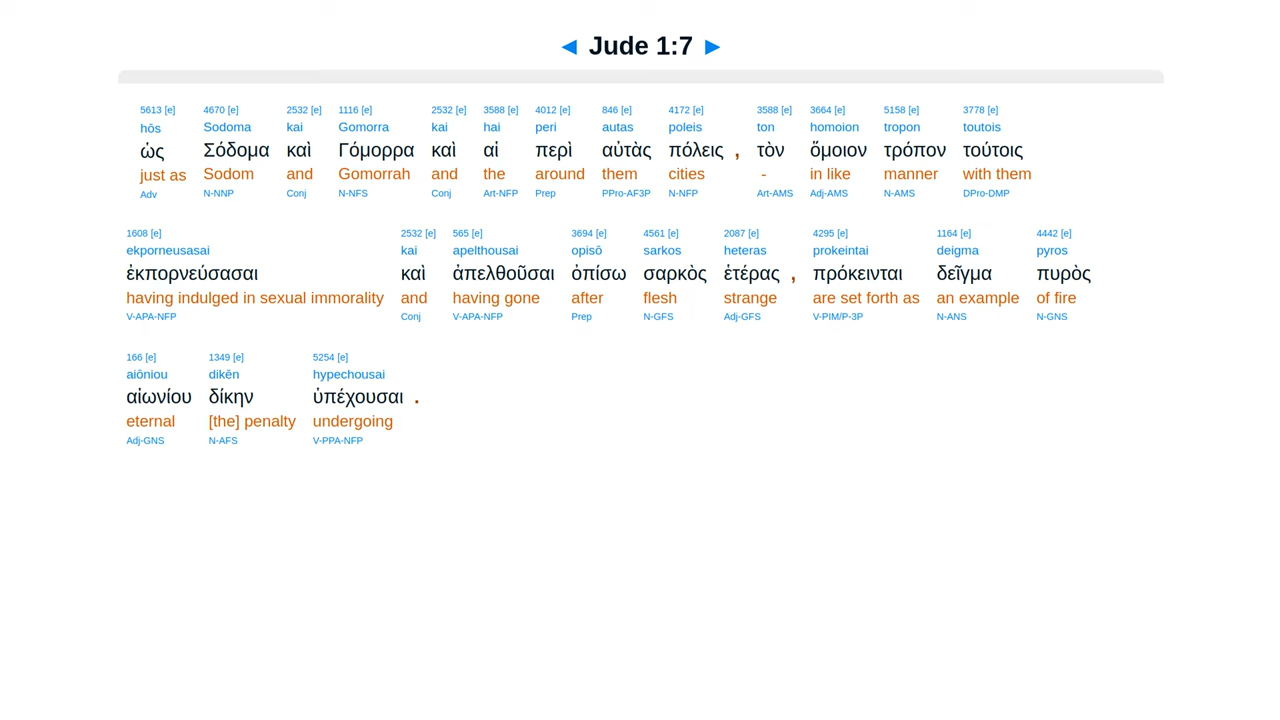 ◄ Jude 1:7 ►
5613 [e] 4670 [e] 2532 [e] 1116 [e] 2532 [e] 3588 [e] 4012 [e] 846 [e] 4172 [e] 3588 [e] 3664 [e] 5158 [e] 3778 [e]
hōs Sodoma kai Gomorra kai hai peri autas poleis ton homoion tropon toutois
ὡς Σόδομα καὶ Γόμορρα καὶ αἱ περὶ αὐτὰς πόλεις , τὸν ὅμοιον τρόπον τούτοις
just as Sodom and Gomorrah and the around them cities - in like manner with them
Adv N-NNP Conj N-NFS Conj Art-NFP Prep PPro-AF3P N-NFP Art-AMS Adj-AMS N-AMS DPro-DMP
1608 [e] 2532 [e] 565 [e] 3694 [e] 4561 [e] 2087 [e] 4295 [e] 1164 [e] 4442 [e]
ekporneusasai kai apelthousai opisō sarkos heteras prokeintai deigma pyros
ἐκπορνεύσασαι καὶ ἀπελθοῦσαι ὀπίσω σαρκὸς ἑτέρας , πρόκεινται δεῖγμα πυρὸς
having indulged in sexual immorality and having gone after flesh strange are set forth as an example of fire
V-APA-NFP Conj V-APA-NFP Prep N-GFS Adj-GFS V-PIM/P-3P N-ANS N-GNS
166 [e] 1349 [e] 5254 [e]
aiōniou dikēn hypechousai
αἰωνίου δίκην ὑπέχουσαι .
eternal [the] penalty undergoing
Adj-GNS N-AFS V-PPA-NFP